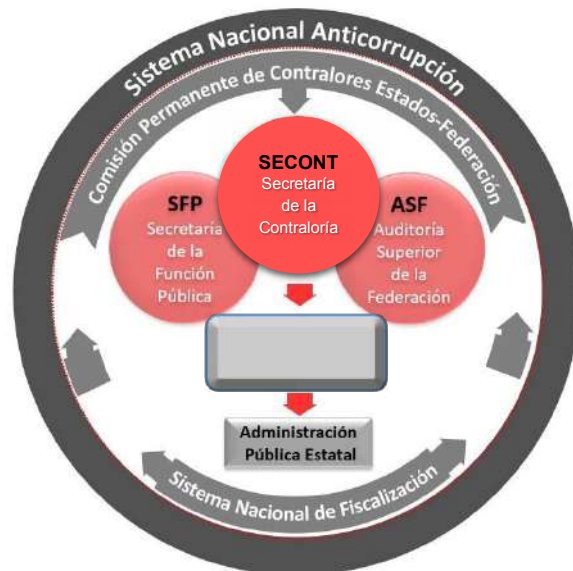 Sistema Nacional Anticorrupción
Comisión Permanente de Contralores Estados-Federación
SECONT
Secretaría
de la
Contraloría
SFP
Secretaría
de la
Función
Pública
ASF
Auditoría
Superior
de la
Federación
Administración
Pública Estatal
Sistema Nacional de Fiscalización